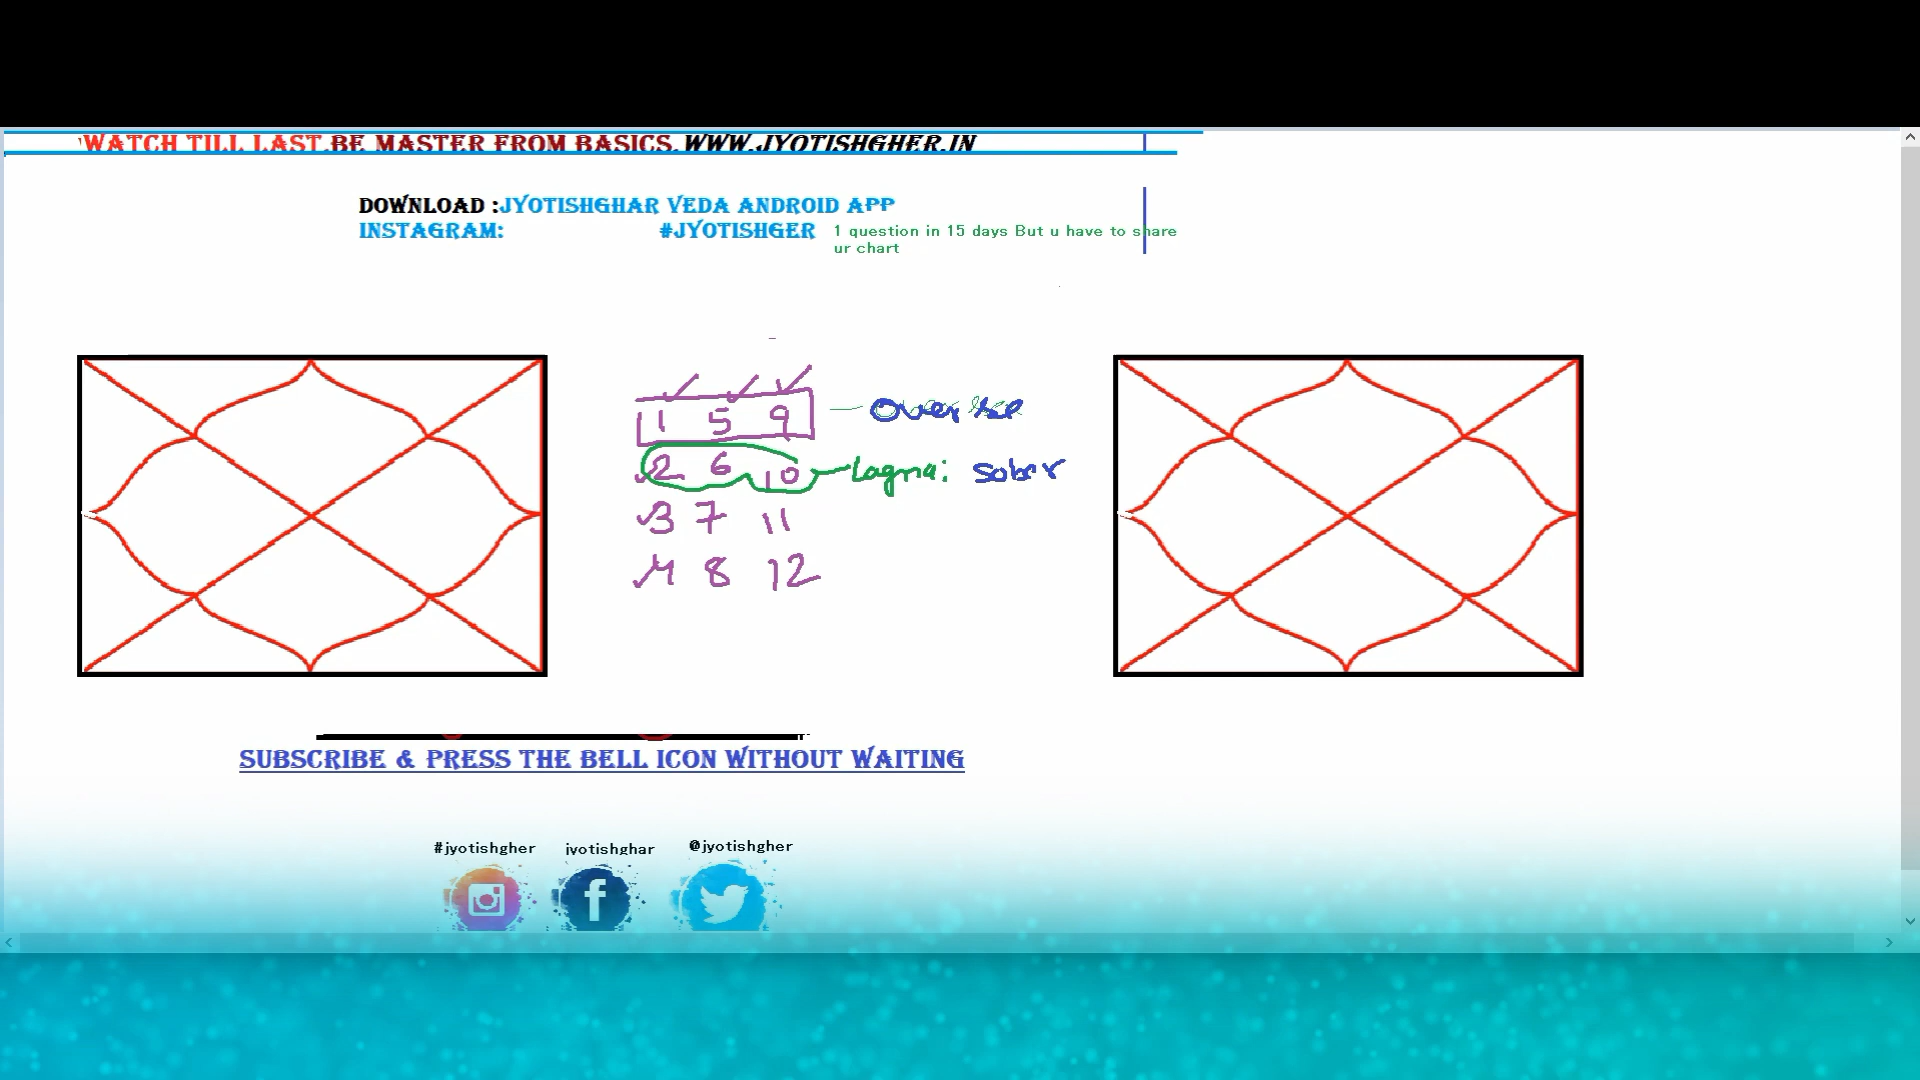 WATCH TILL LAST.BE MASTER FROM BASICS.WWW.JYOTISHGHER.IN
DOWNLOAD :JYOTISHGHAR VEDA ANDROID APP
INSTAGRAM: #JYOTISHGER
1 question in 15 days But u have to share
ur chart
1 5 9
2 6 10 Lagna: sober
3 7 11
4 8 12
SUBSCRIBE & PRESS THE BELL ICON WITHOUT WAITING
#jyotishgher jyotishghar @jyotishgher